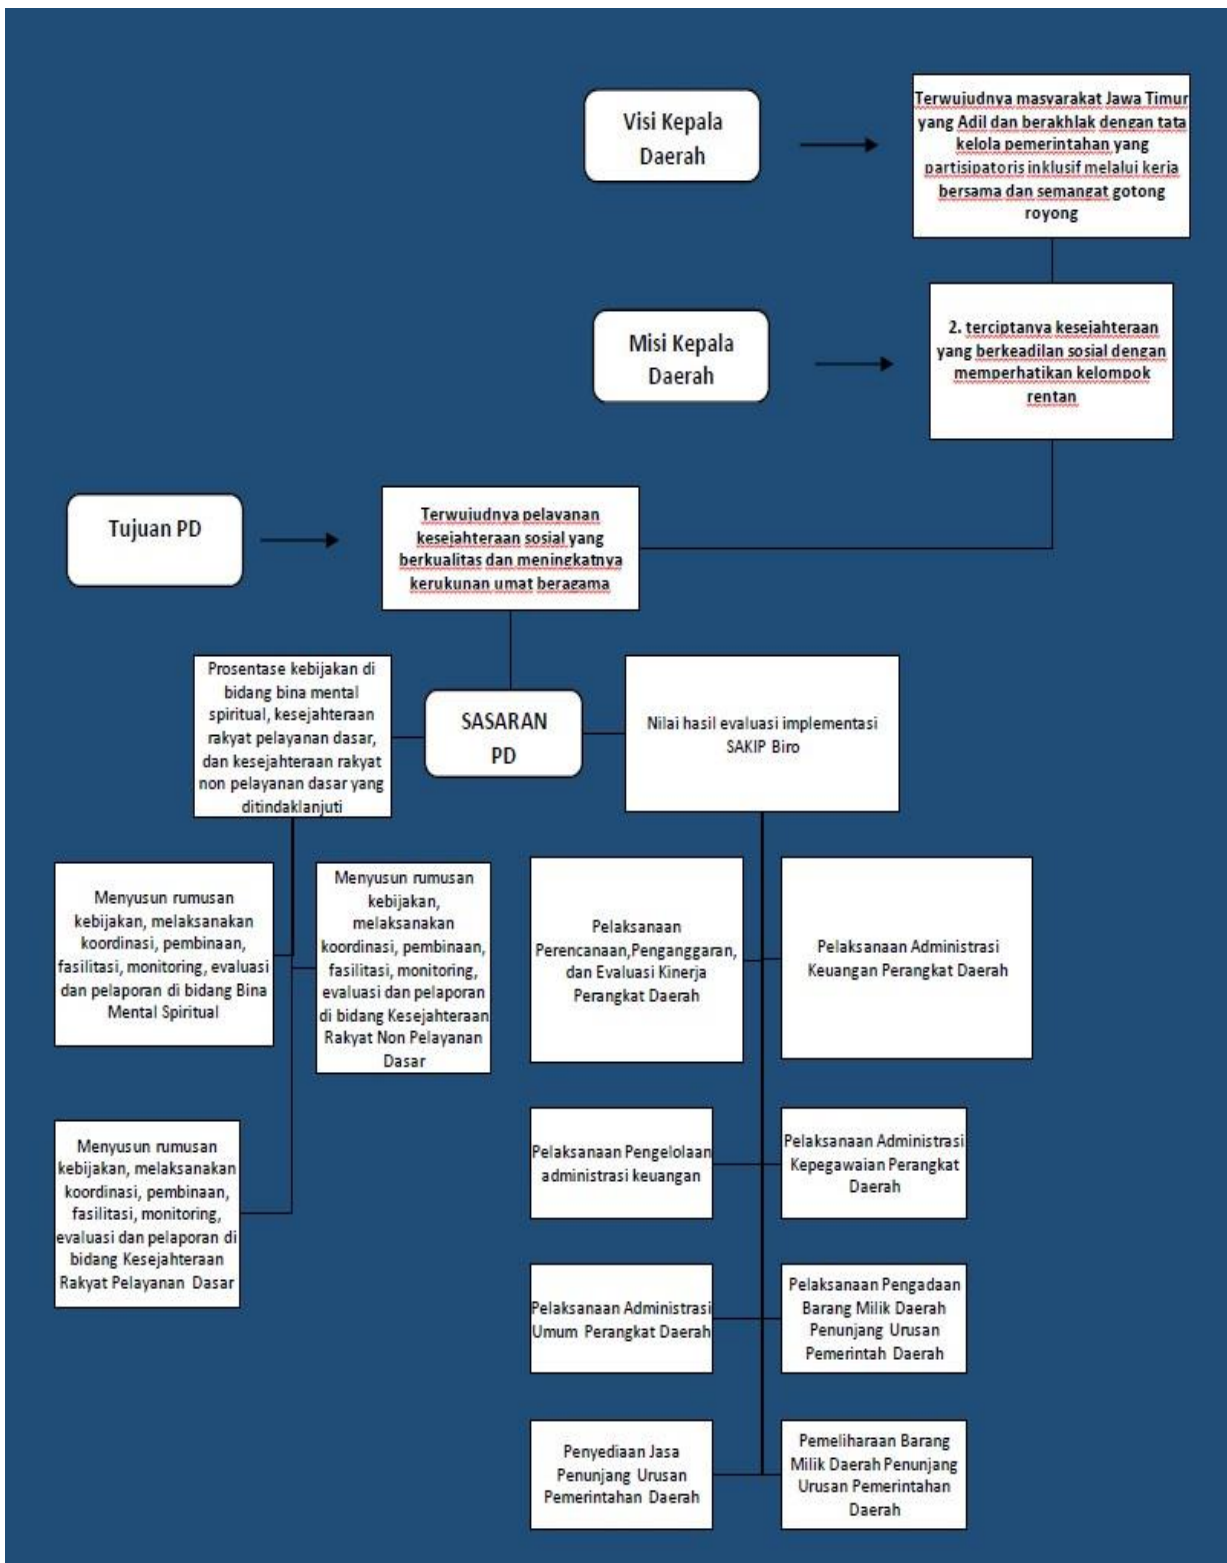 Visi Kepala
Daerah
Terwujudnya masyarakat Jawa Timur
yang Adil dan berakhlak dengan tata
kelola pemerintahan yang
partisipatoris inklusif melalui kerja
bersama dan semangat gotong
royong
Misi Kepala
Daerah
2. terciptanya kesejahteraan
yang berkeadilan sosial dengan
memperhatikan kelompok
rentan
Tujuan PD
Terwujudnya pelayanan
kesejahteraan sosial yang
berkualitas dan meningkatnya
kerukunan umat beragama
Prosentase kebijakan di
bidang bina mental
spiritual, kesejahteraan
rakyat pelayanan dasar,
dan kesejahteraan rakyat
non pelayanan dasar yang
ditindaklanjuti
SASARAN
PD
Nilai hasil evaluasi implementasi
SAKIP Biro
Menyusun rumusan
kebijakan, melaksanakan
koordinasi, pembinaan,
fasilitasi, monitoring, evaluasi
dan pelaporan di bidang Bina
Mental Spiritual
Menyusun rumusan
kebijakan,
melaksanakan
koordinasi, pembinaan,
fasilitasi, monitoring,
evaluasi dan pelaporan
di bidang Kesejahteraan
Rakyat Non Pelayanan
Dasar
Pelaksanaan
Perencanaan,Penganggaran,
dan Evaluasi Kinerja
Perangkat Daerah
Pelaksanaan Administrasi
Keuangan Perangkat Daerah
Menyusun rumusan
kebijakan, melaksanakan
koordinasi, pembinaan,
fasilitasi, monitoring,
evaluasi dan pelaporan di
bidang Kesejahteraan
Rakyat Pelayanan Dasar
Pelaksanaan Pengelolaan
administrasi keuangan
Pelaksanaan Administrasi
Kepegawaian Perangkat
Daerah
Pelaksanaan Administrasi
Umum Perangkat Daerah
Pelaksanaan Pengadaan
Barang Milik Daerah
Penunjang Urusan
Pemerintah Daerah
Penyediaan Jasa
Penunjang Urusan
Pemerintahan Daerah
Pemeliharaan Barang
Milik Daerah Penunjang
Urusan Pemerintahan
Daerah